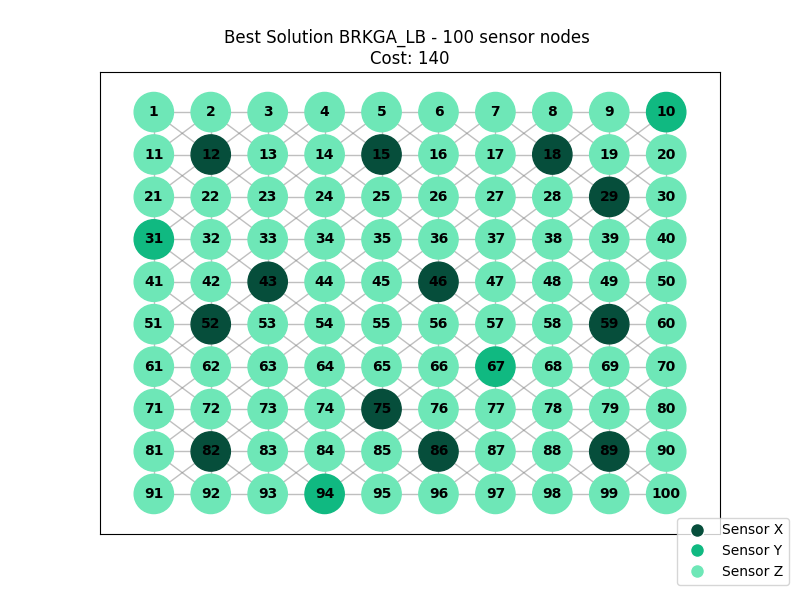 Best Solution BRKGA_LB - 100 sensor nodes
Cost: 140
1 2 3 4 5 6 7 8 9 10
11 12 13 14 15 16 17 18 19 20
21 22 23 24 25 26 27 28 29 30
31 32 33 34 35 36 37 38 39 40
41 42 43 44 45 46 47 48 49 50
51 52 53 54 55 56 57 58 59 60
61 62 63 64 65 66 67 68 69 70
71 72 73 74 75 76 77 78 79 80
81 82 83 84 85 86 87 88 89 90
91 92 93 94 95 96 97 98 99 100
Sensor X
Sensor Y
Sensor Z